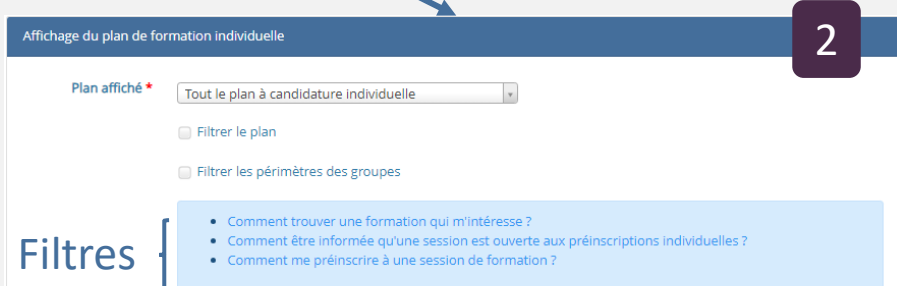 Affichage du plan de formation individuelle
2
Plan affiché *
Tout le plan à candidature individuelle
Filtrer le plan
Filtrer les périmètres des groupes
Filtres
• Comment trouver une formation qui m'intéresse ?
• Comment être informée qu'une session est ouverte aux préinscriptions individuelles ?
• Comment me préinscrire à une session de formation ?